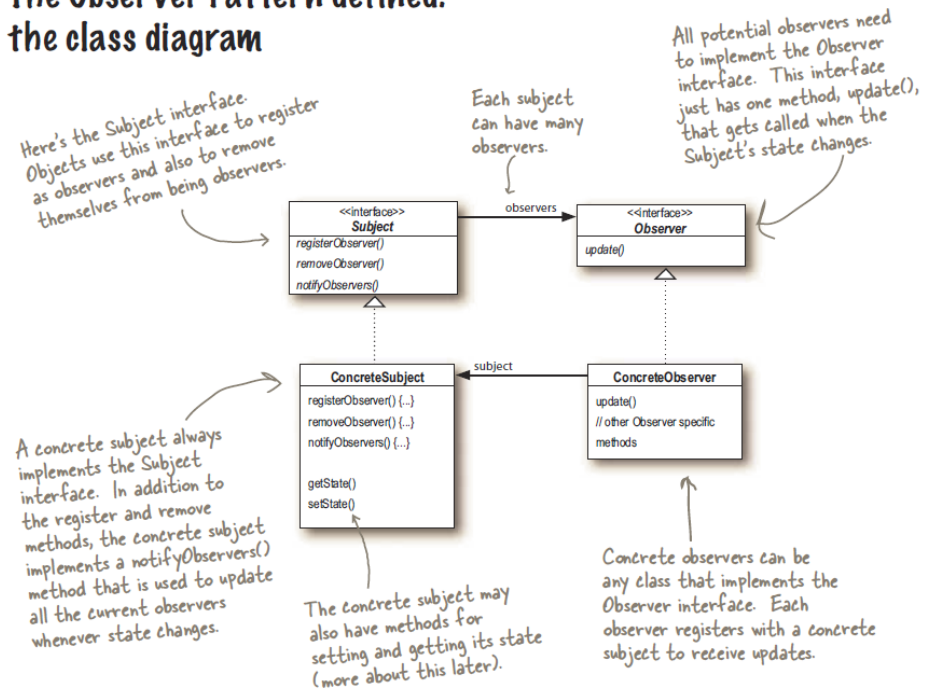 The Observer Pattern defined:
the class diagram
All potential observers need
to implement the Observer
interface. This interface
just has one method, update(),
that gets called when the
Subject's state changes.
Each subject
can have many
observers.
Here's the Subject interface.
Objects use this interface to register
as observers and also to remove
themselves from being observers.
<<interface>>
Subject
registerObserver()
removeObserver()
notifyObservers()
observers
<<interface>>
Observer
update()
subject
ConcreteSubject
registerObserver() {...}
removeObserver() {...}
notifyObservers() {...}
getState()
setState()
ConcreteObserver
update()
// other Observer specific
methods
A concrete subject always
implements the Subject
interface. In addition to
the register and remove
methods, the concrete subject
implements a notifyObservers()
method that is used to update
all the current observers
whenever state changes.
The concrete subject may
also have methods for
setting and getting its state
(more about this later).
Concrete observers can be
any class that implements the
Observer interface. Each
observer registers with a concrete
subject to receive updates.